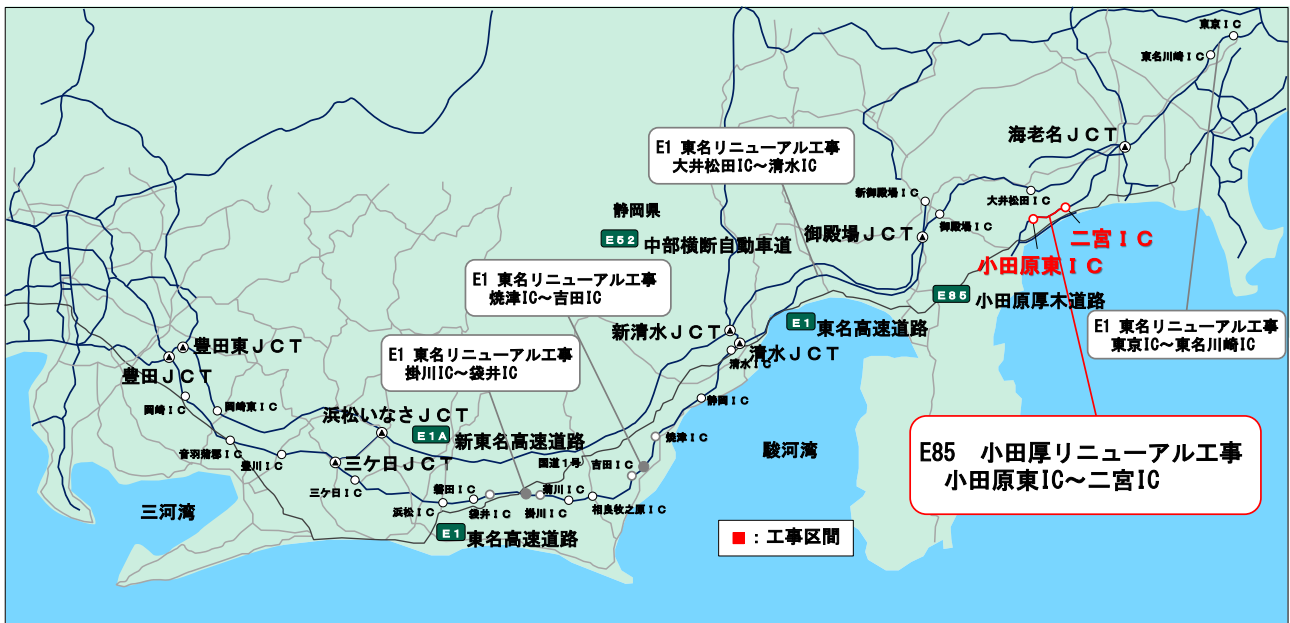 東京ＩＣ
東名川崎ＩＣ
海老名ＪＣＴ
E1 東名リニューアル工事
大井松田IC～清水IC
新御殿場ＩＣ
大井松田ＩＣ
御殿場ＩＣ
御殿場ＪＣＴ
二宮ＩＣ
小田原東ＩＣ
静岡県
E52 中部横断自動車道
E85 小田原厚木道路
E1 東名リニューアル工事
焼津IC～吉田IC
新清水ＪＣＴ
E1 東名高速道路
清水ＪＣＴ
清水ＩＣ
E1 東名リニューアル工事
東京IC～東名川崎IC
E1 東名リニューアル工事
掛川IC～袋井IC
豊田東ＪＣＴ
豊田ＪＣＴ
岡崎ＩＣ
岡崎東ＩＣ
浜松いなさＪＣＴ
E1A 新東名高速道路
静岡ＩＣ
焼津ＩＣ
音羽蒲郡ＩＣ
豊川ＩＣ
三ケ日ＪＣＴ
三ケ日ＩＣ
国道１号
吉田ＩＣ
駿河湾
磐田ＩＣ
菊川ＩＣ
浜松ＩＣ
袋井ＩＣ
掛川ＩＣ
相良牧之原ＩＣ
三河湾
E1 東名高速道路
E85　小田厚リニューアル工事
小田原東IC～二宮IC
■：工事区間